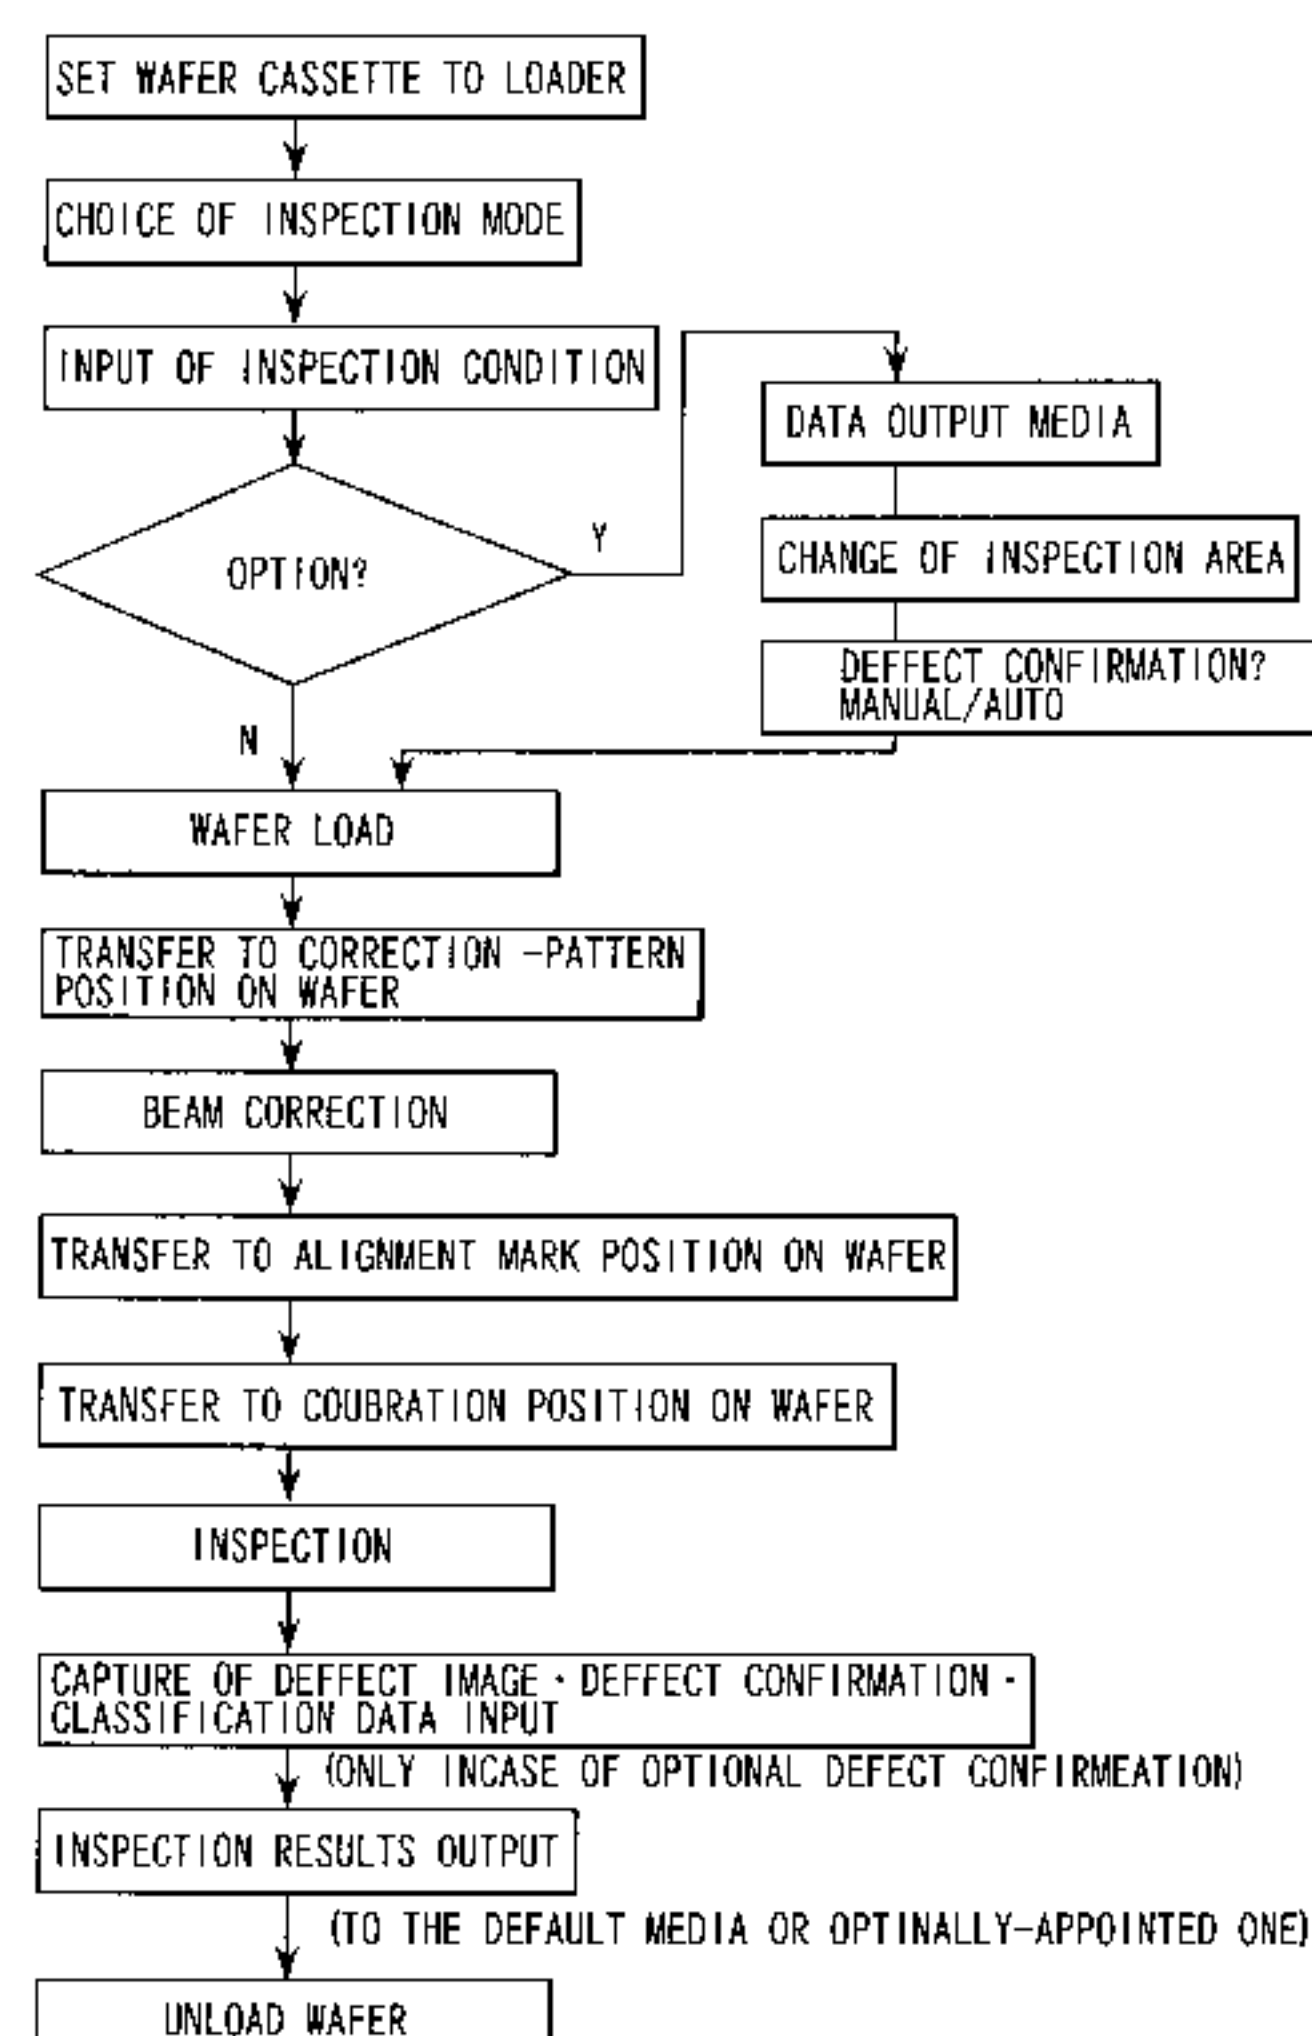 SET WAFER CASSETTE TO LOADER
CHOICE OF INSPECTION MODE
INPUT OF INSPECTION CONDITION
OPTION?
Y
N
DATA OUTPUT MEDIA
CHANGE OF INSPECTION AREA
DEFFECT CONFIRMATION?
MANUAL/AUTO
WAFER LOAD
TRANSFER TO CORRECTION -PATTERN
POSITION ON WAFER
BEAM CORRECTION
TRANSFER TO ALIGNMENT MARK POSITION ON WAFER
TRANSFER TO COUBRATION POSITION ON WAFER
INSPECTION
CAPTURE OF DEFFECT IMAGE・DEFFECT CONFIRMATION・
CLASSIFICATION DATA INPUT
(ONLY INCASE OF OPTIONAL DEFECT CONFIRMEATION)
INSPECTION RESULTS OUTPUT
(TO THE DEFAULT MEDIA OR OPTINALLY-APPOINTED ONE)
UNLOAD WAFER